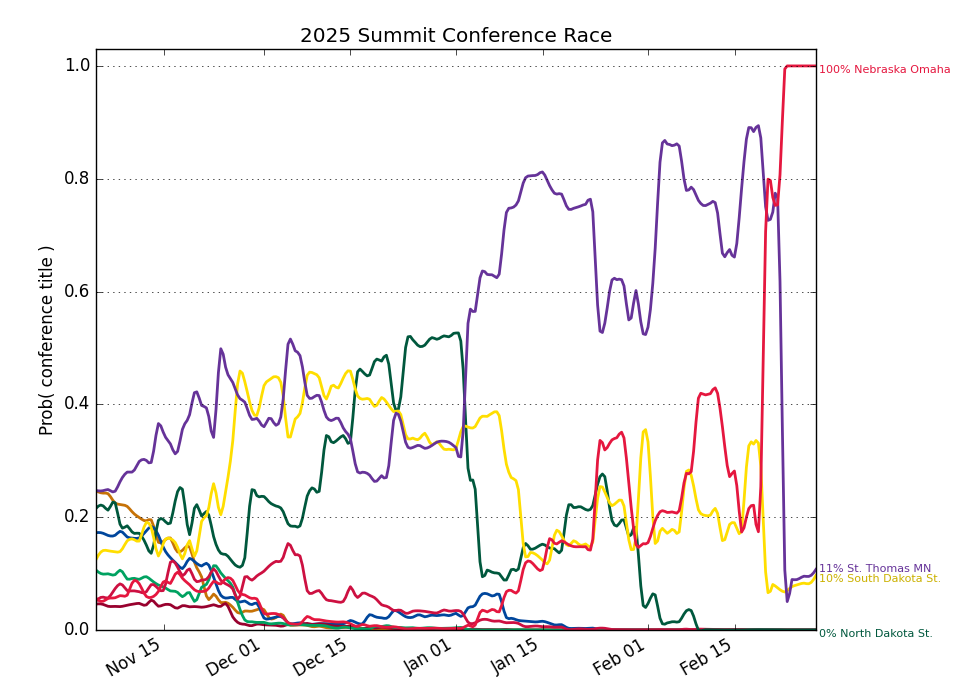 2025 Summit Conference Race
Prob( conference title )
1.0
0.8
0.6
0.4
0.2
0.0
100% Nebraska Omaha
11% St. Thomas MN
10% South Dakota St.
0% North Dakota St.
Nov 15
Dec 01
Dec 15
Jan 01
Jan 15
Feb 01
Feb 15